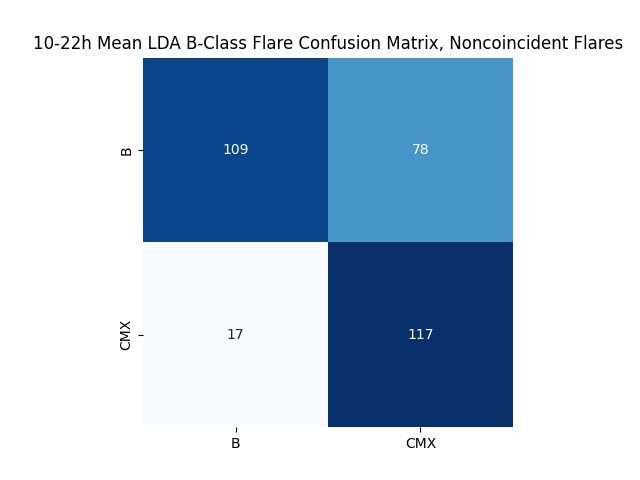 10-22h Mean LDA B-Class Flare Confusion Matrix, Noncoincident Flares
B
109
78
CMX
17
117
B
CMX